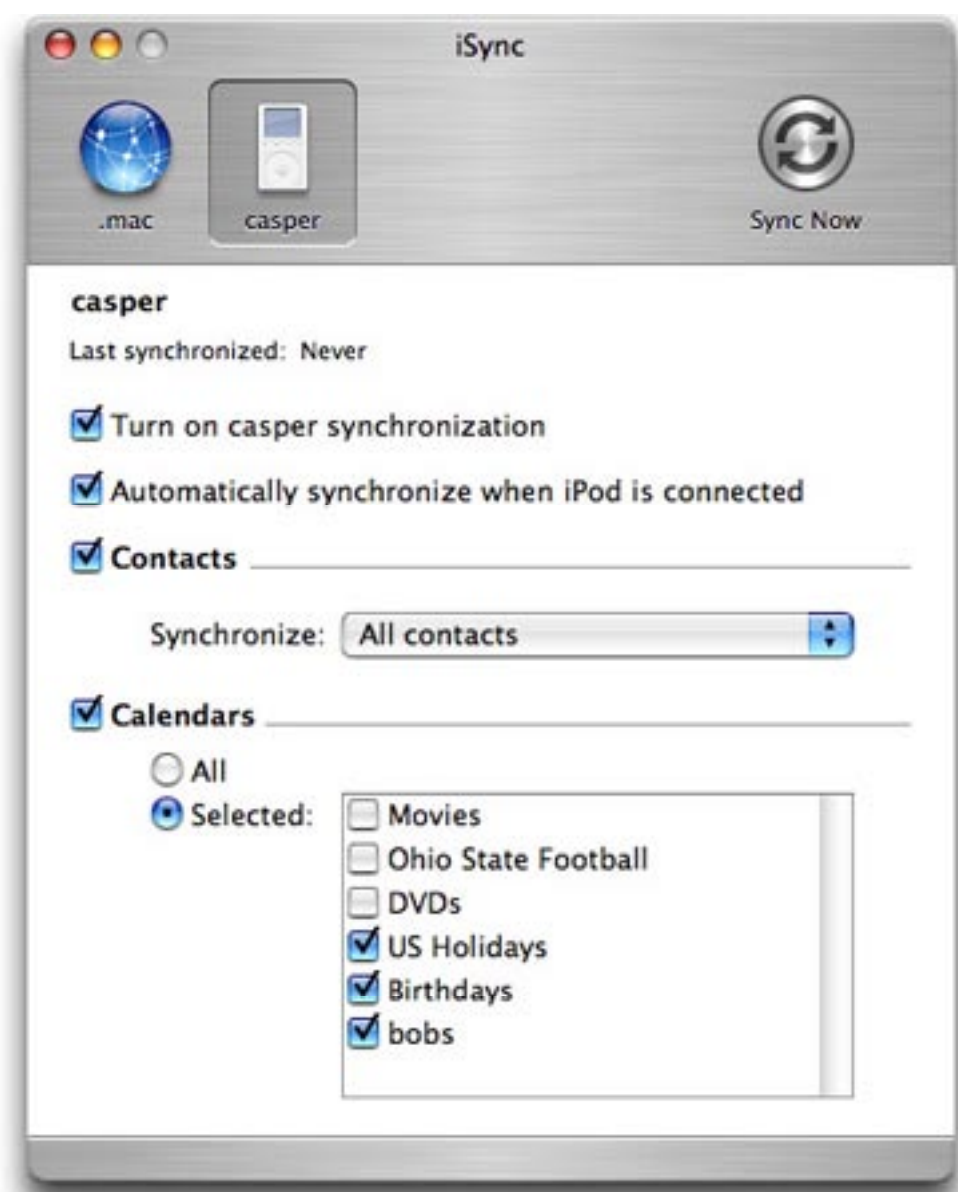 iSync
.mac
casper
Sync Now
casper
Last synchronized: Never
Turn on casper synchronization
Automatically synchronize when iPod is connected
Contacts
Synchronize: All contacts
Calendars
All
Selected: Movies
Ohio State Football
DVDs
US Holidays
Birthdays
bobs